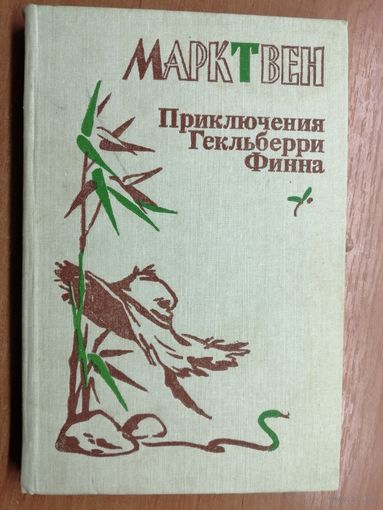 МАРК ТВЕН
Приключения
Гекльберри
Финна